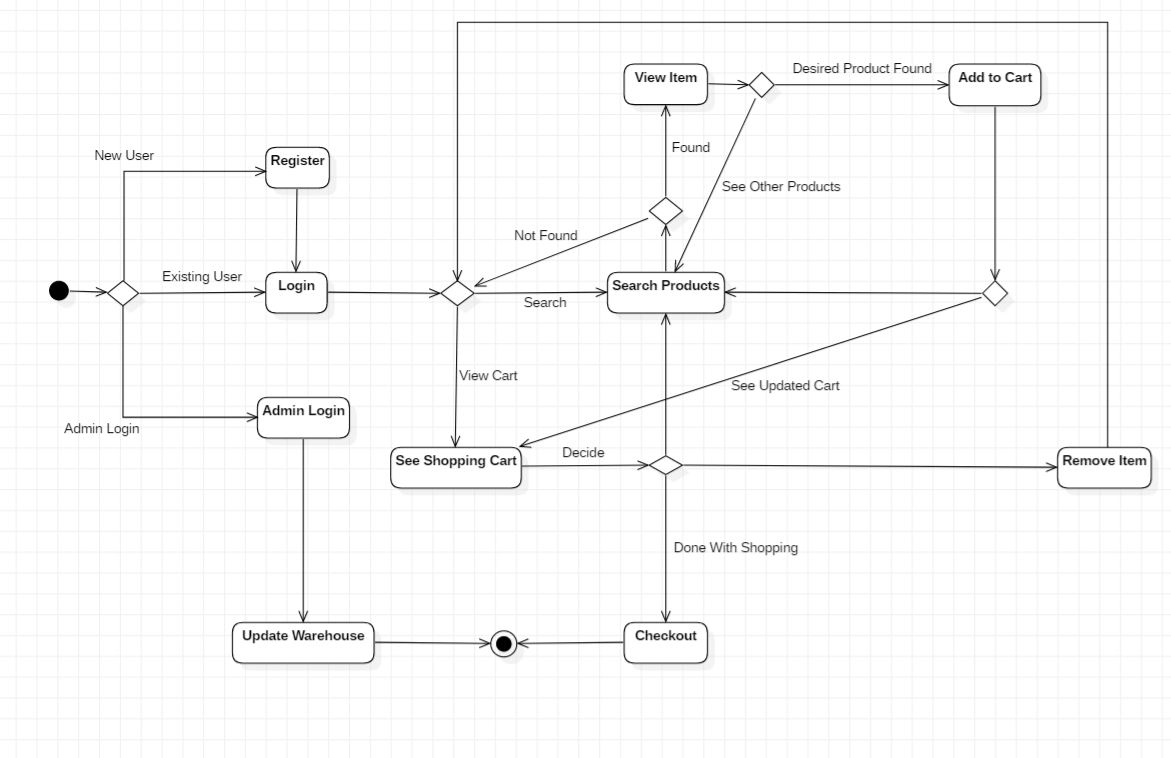 View Item
Desired Product Found
Add to Cart
Found
New User
Register
See Other Products
Not Found
Existing User
Login
Search
Search Products
View Cart
See Updated Cart
Admin Login
Admin Login
See Shopping Cart
Decide
Remove Item
Done With Shopping
Update Warehouse
Checkout